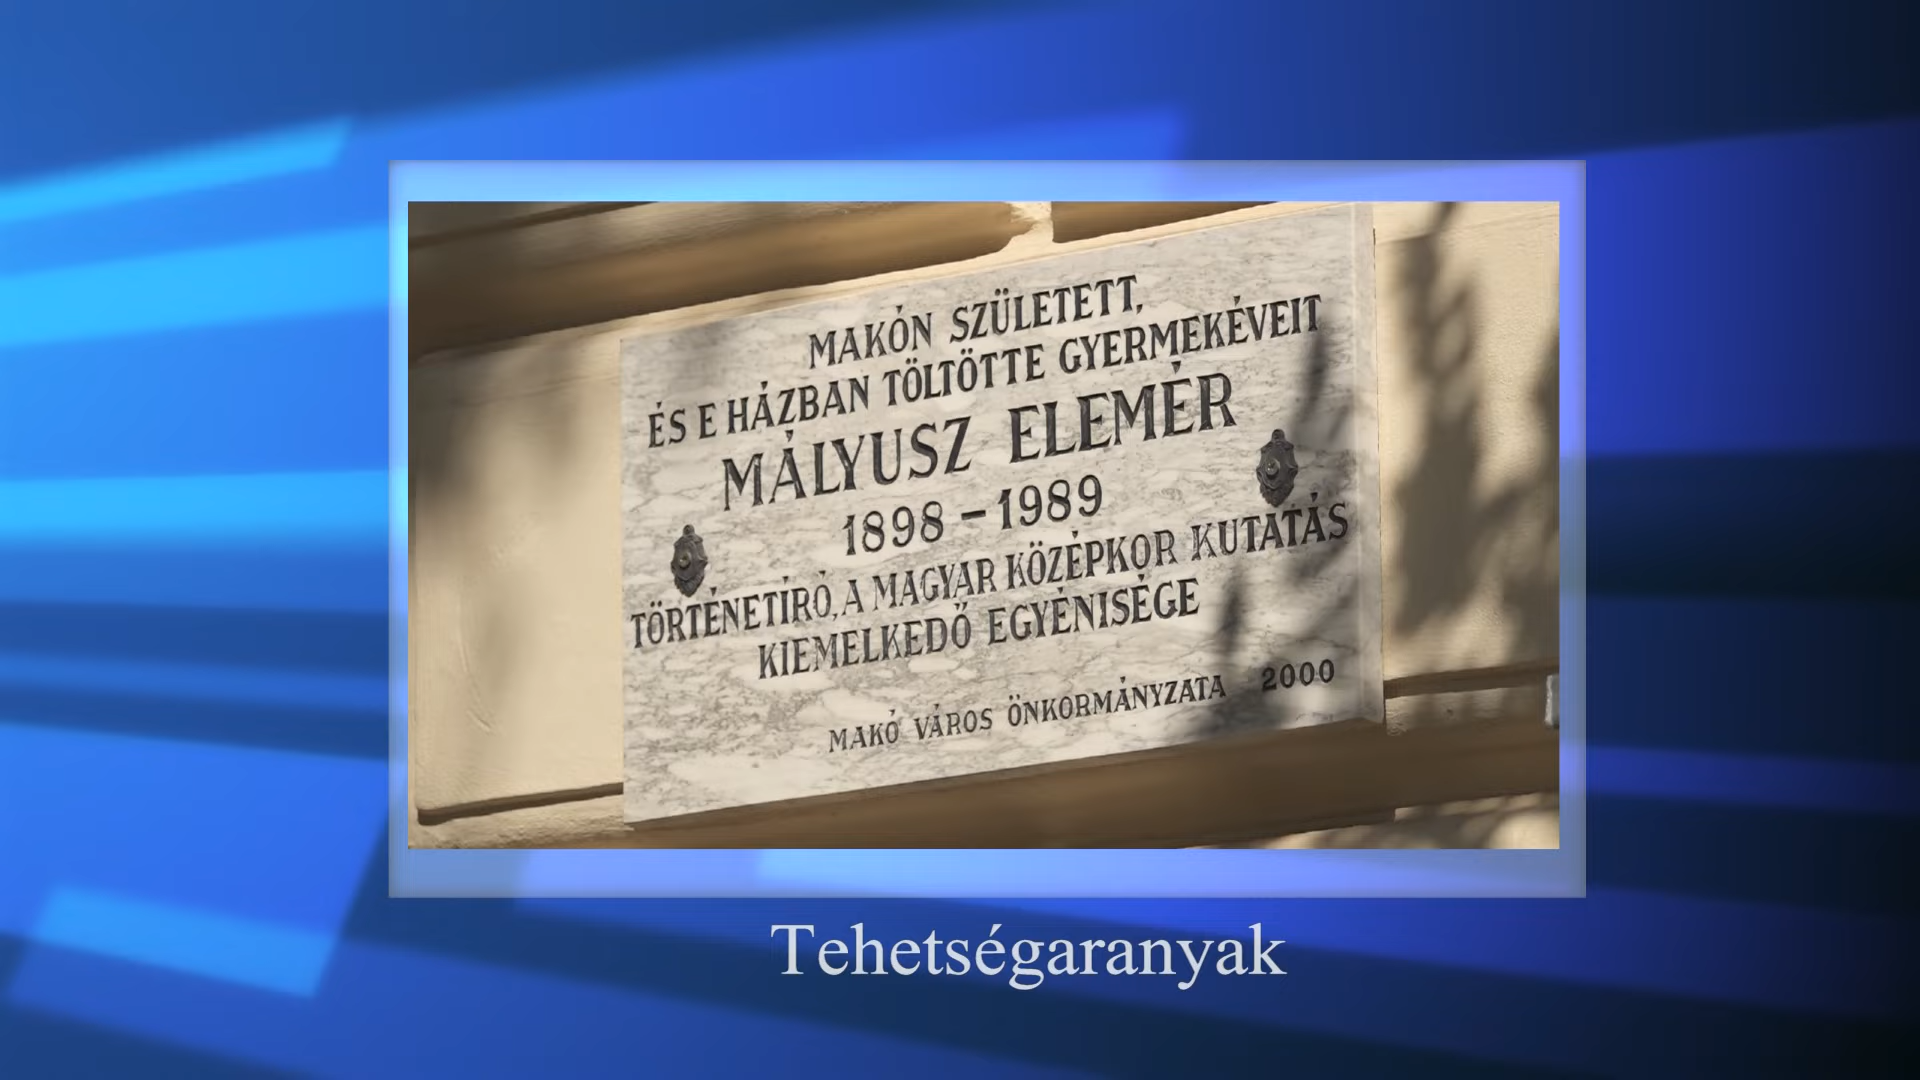 MAKÓN SZÜLETETT,
ÉS E HÁZBAN TÖLTÖTTE GYERMEKÉVEIT
MÁLYUSZ ELEMÉR
1898 – 1989
TÖRTÉNETÍRÓ, A MAGYAR KÖZÉPKOR KUTATÁS
KIEMELKEDŐ EGYÉNISÉGE
MAKÓ VÁROS ÖNKORMÁNYZATA 2000
Tehetségaranyak